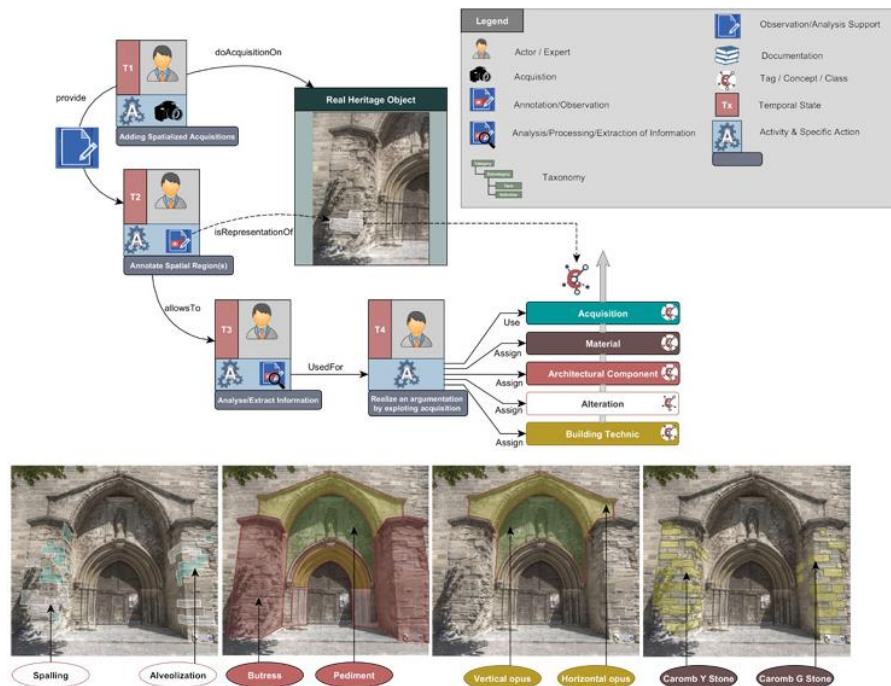 Legend
Actor / Expert
Acquistion
Annotation/Observation
Analysis/Processing/Extraction of Information
Taxonomy
Observation/Analysis Support
Documentation
Tag / Concept / Class
Tx
Temporal State
A
Activity & Specific Action
T1
doAcquisitionOn
provide
A
Adding Spatialized Acquisitions
Real Heritage Object
T2
A
isRepresentationOf
Annotate Spatial Region(s)
allowsTo
T3
A
UsedFor
Analyse/Extract Information
T4
A
Realize an argumentation
by exploting acquisition
Use
Acquisition
Assign
Material
Assign
Architectural Component
Assign
Alteration
Assign
Building Technic
Spalling
Alveolization
Butress
Pediment
Vertical opus
Horizontal opus
Caromb Y Stone
Caromb G Stone